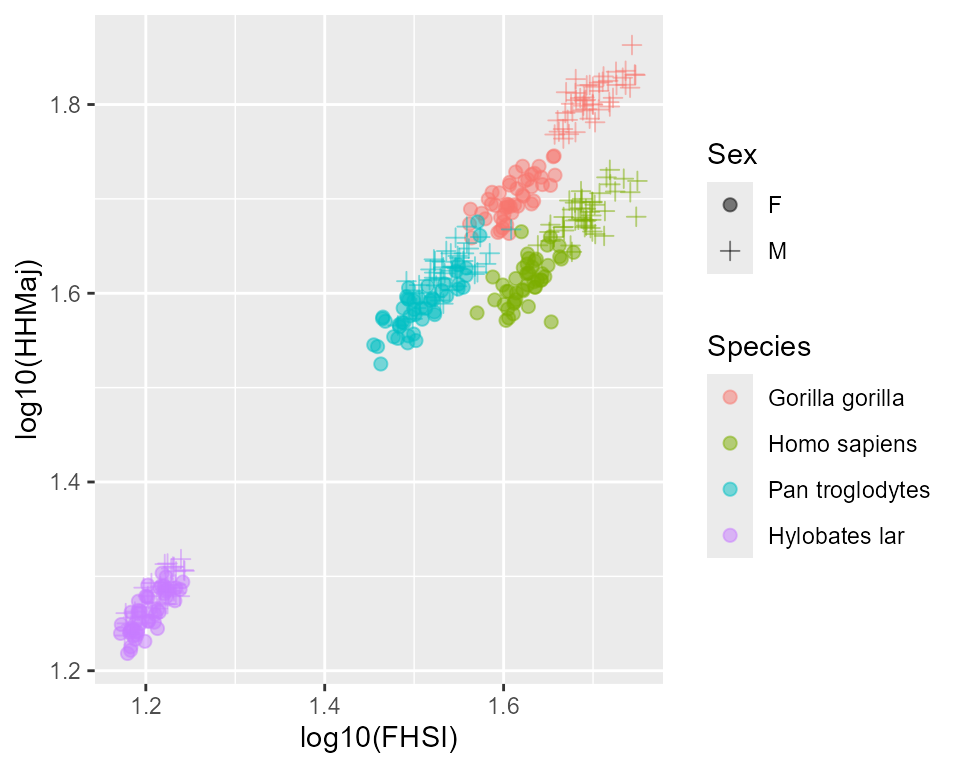 1.8
1.6
1.4
1.2
log10(HHMaj)
1.2
1.4
1.6
log10(FHSI)
Sex
F
M
Species
Gorilla gorilla
Homo sapiens
Pan troglodytes
Hylobates lar